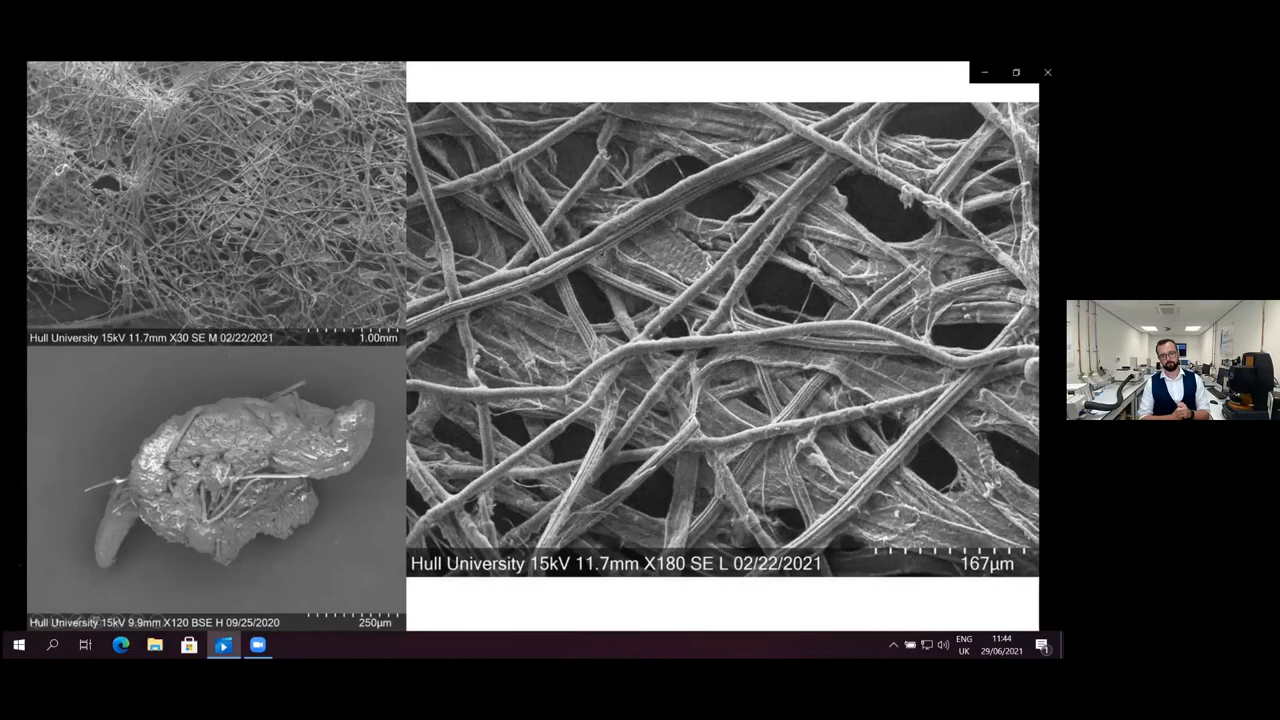 Hull University 15kV 11.7mm X30 SE M 02/22/2021 1.00mm
Hull University 15kV 9.9mm X120 BSE H 09/25/2020 250µm
Hull University 15kV 11.7mm X180 SE L 02/22/2021 167µm
ENG 11:44
UK 29/06/2021
1